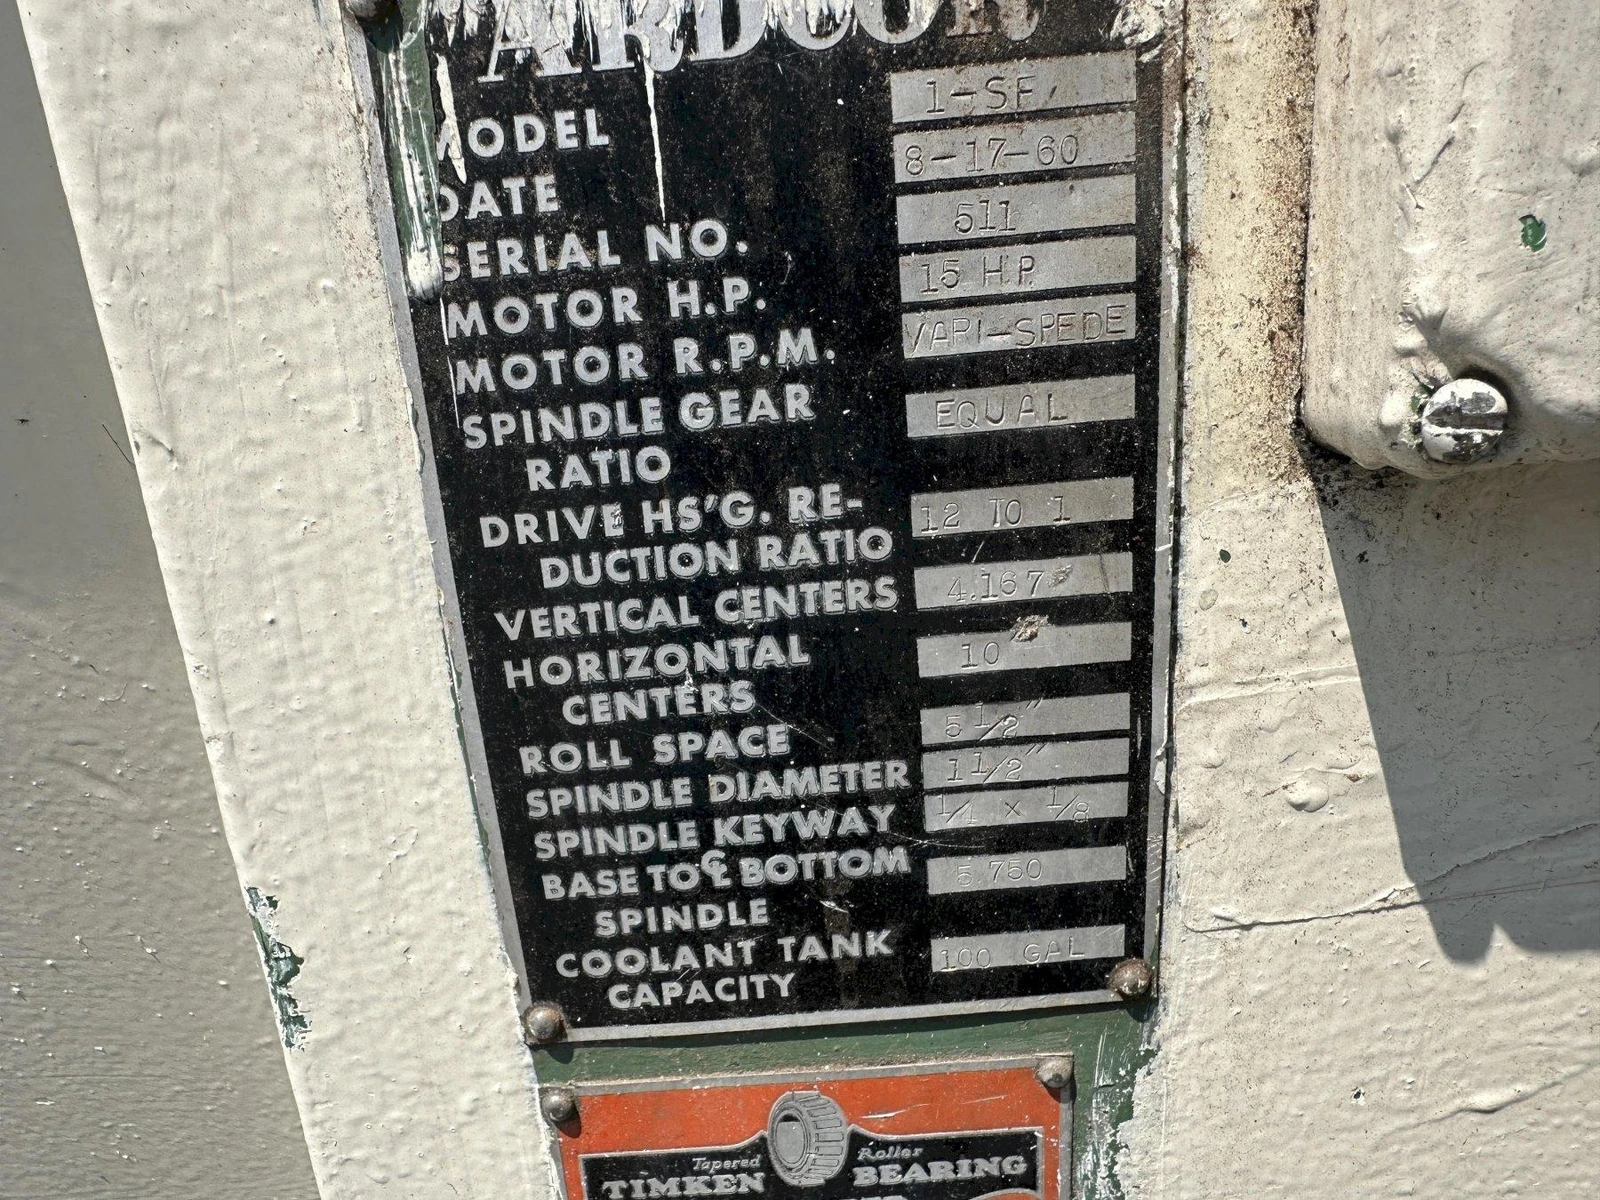 ARDCOR
MODEL 1-SF
DATE 8-17-60
SERIAL NO. 511
MOTOR H.P. 15 H.P.
MOTOR R.P.M. VARI-SPEDE
SPINDLE GEAR
RATIO EQUAL
DRIVE HS'G. RE-
DUCTION RATIO 12 TO 1
VERTICAL CENTERS 4.167"
HORIZONTAL
CENTERS 10"
ROLL SPACE 5 1/2"
SPINDLE DIAMETER 1 1/2"
SPINDLE KEYWAY 1/4 x 1/8
BASE TO ℄ BOTTOM
SPINDLE 5.750
COOLANT TANK
CAPACITY 100 GAL
Tapered Roller
TIMKEN BEARING